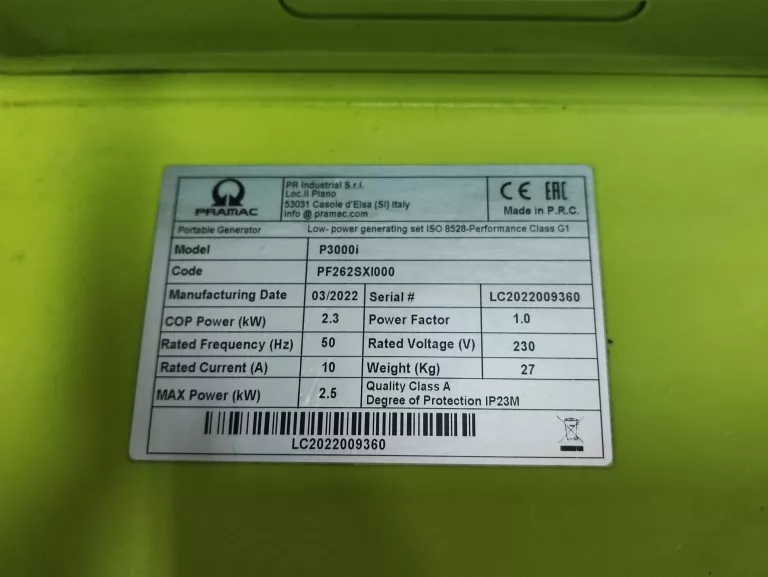 PRAMAC
PR Industrial S.r.l.
Loc.Il Piano
53031 Casole d'Elsa (SI) Italy
info @ pramac.com
CE EAC
Made in P.R.C.
Portable Generator Low- power generating set ISO 8528-Performance Class G1
Model P3000i
Code PF262SXI000
Manufacturing Date 03/2022 Serial # LC2022009360
COP Power (kW) 2.3 Power Factor 1.0
Rated Frequency (Hz) 50 Rated Voltage (V) 230
Rated Current (A) 10 Weight (Kg) 27
MAX Power (kW) 2.5 Quality Class A
Degree of Protection IP23M
LC2022009360